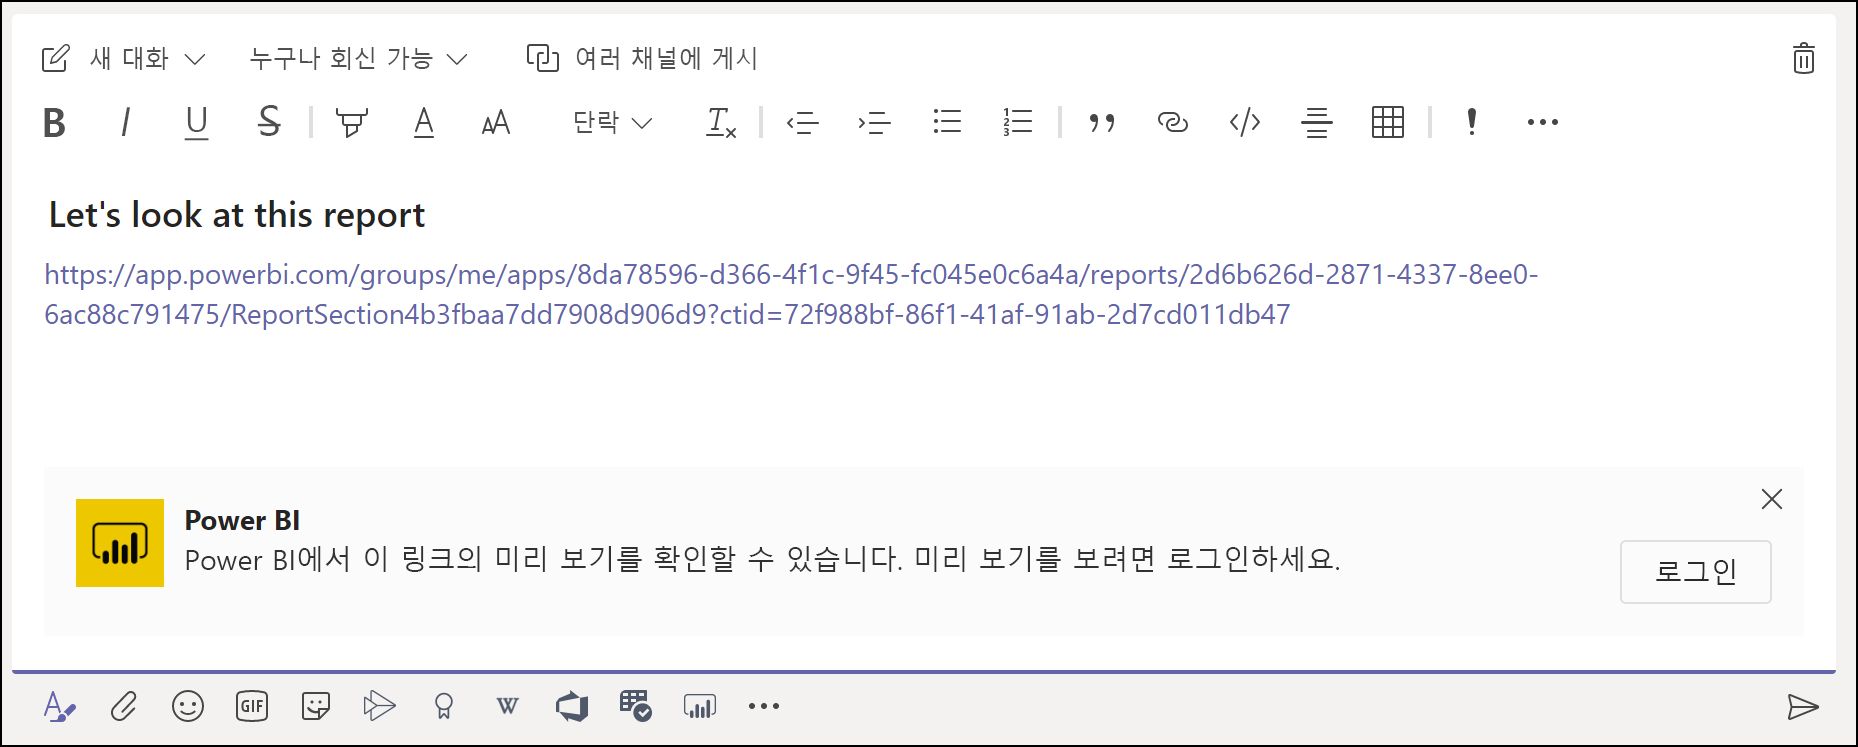 새 대화 누구나 회신 가능 여러 채널에 게시
B I U S A AA 단락 Tx 1 2 3 ” </> ! ...
Let's look at this report
https://app.powerbi.com/groups/me/apps/8da78596-d366-4f1c-9f45-fc045e0c6a4a/reports/2d6b626d-2871-4337-8ee0-
6ac88c791475/ReportSection4b3fbaa7dd7908d906d9?ctid=72f988bf-86f1-41af-91ab-2d7cd011db47
Power BI
Power BI에서 이 링크의 미리 보기를 확인할 수 있습니다. 미리 보기를 보려면 로그인하세요.
로그인
A GIF W ...